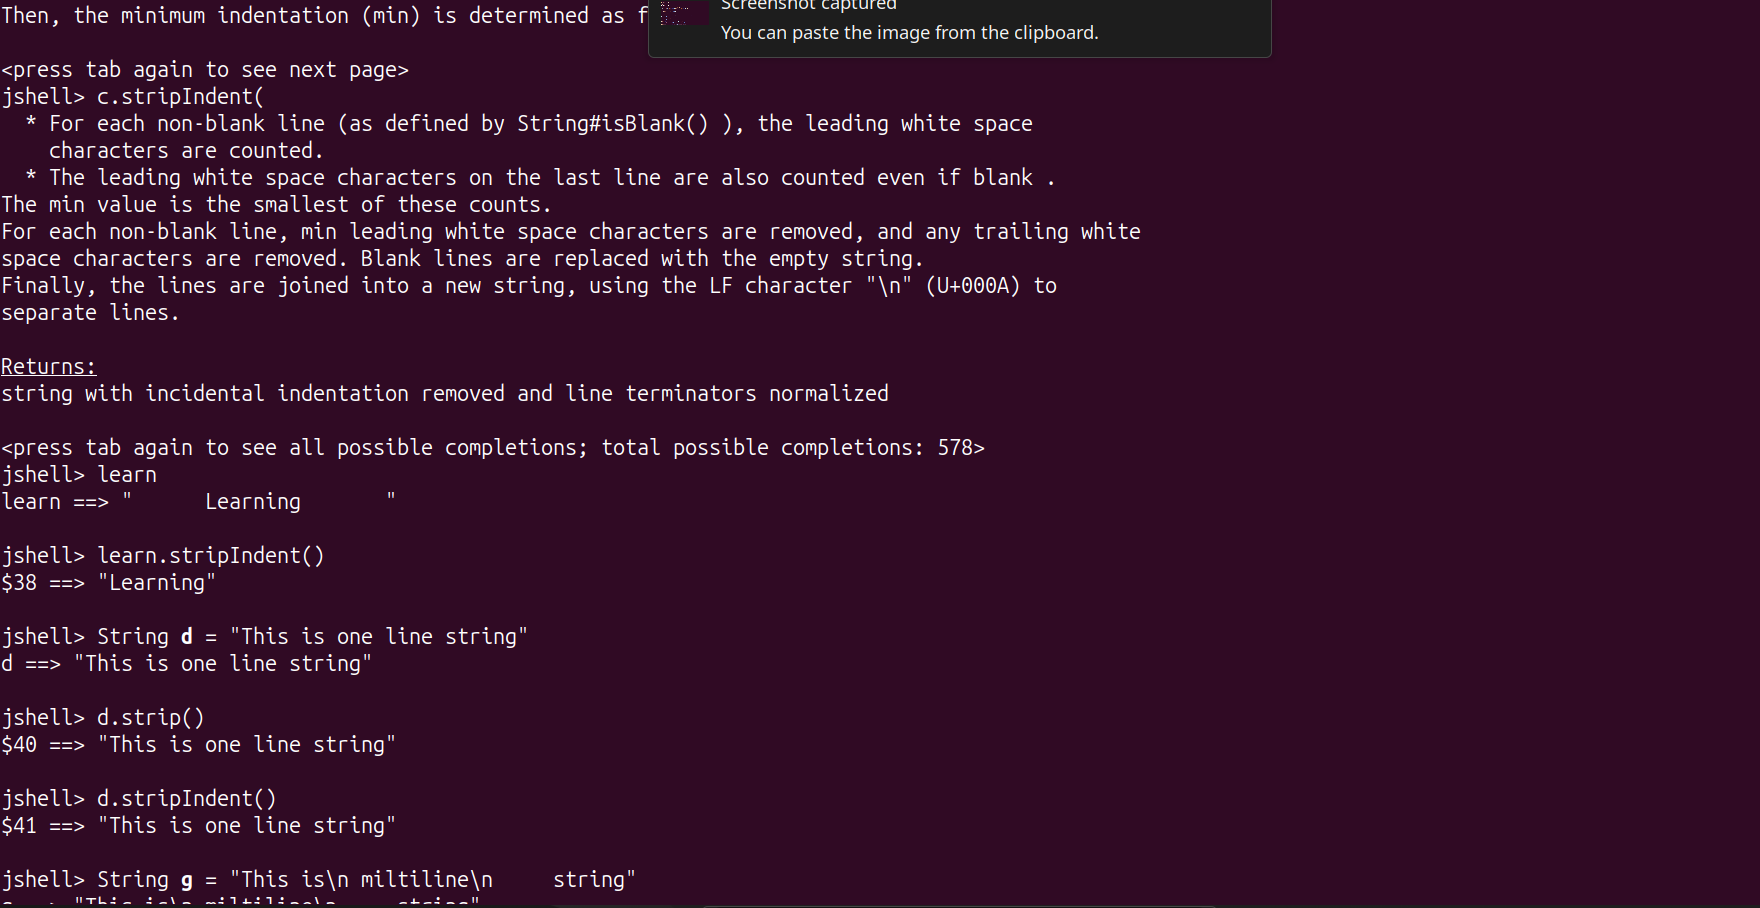 Then, the minimum indentation (min) is determined as f
Screenshot captured
You can paste the image from the clipboard.
<press tab again to see next page>
jshell> c.stripIndent(
* For each non-blank line (as defined by String#isBlank() ), the leading white space
characters are counted.
* The leading white space characters on the last line are also counted even if blank .
The min value is the smallest of these counts.
For each non-blank line, min leading white space characters are removed, and any trailing white
space characters are removed. Blank lines are replaced with the empty string.
Finally, the lines are joined into a new string, using the LF character "\n" (U+000A) to
separate lines.
Returns:
string with incidental indentation removed and line terminators normalized
<press tab again to see all possible completions; total possible completions: 578>
jshell> learn
learn ==> "      Learning       "
jshell> learn.stripIndent()
$38 ==> "Learning"
jshell> String d = "This is one line string"
d ==> "This is one line string"
jshell> d.strip()
$40 ==> "This is one line string"
jshell> d.stripIndent()
$41 ==> "This is one line string"
jshell> String g = "This is\n miltiline\n     string"
"This is\n miltiline\n     string"